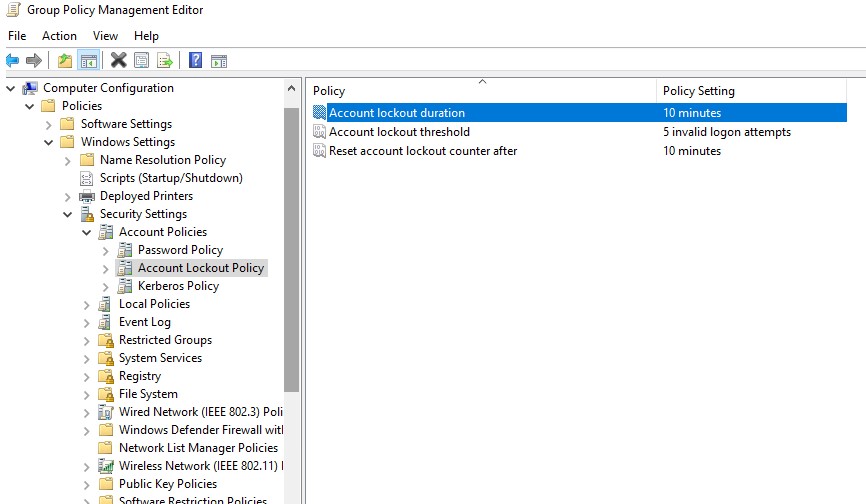 Group Policy Management Editor
File Action View Help
Computer Configuration
Policies
Software Settings
Windows Settings
Name Resolution Policy
Scripts (Startup/Shutdown)
Deployed Printers
Security Settings
Account Policies
Password Policy
Account Lockout Policy
Kerberos Policy
Local Policies
Event Log
Restricted Groups
System Services
Registry
File System
Wired Network (IEEE 802.3) Poli
Windows Defender Firewall wit
Network List Manager Policies
Wireless Network (IEEE 802.11) I
Public Key Policies
Software Restriction Policies
Policy Policy Setting
Account lockout duration 10 minutes
Account lockout threshold 5 invalid logon attempts
Reset account lockout counter after 10 minutes